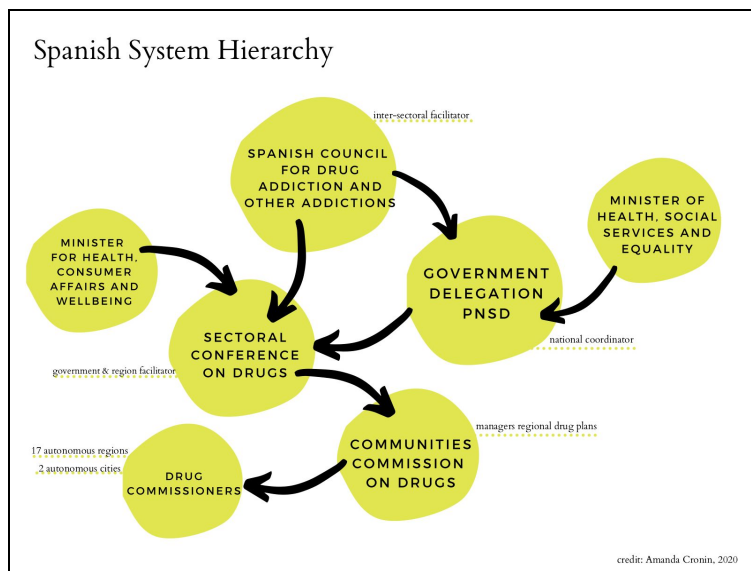 Spanish System Hierarchy
inter-sectoral facilitator
SPANISH COUNCIL
FOR DRUG
ADDICTION AND
OTHER ADDICTIONS
MINISTER OF
HEALTH, SOCIAL
SERVICES AND
EQUALITY
MINISTER
FOR HEALTH,
CONSUMER
AFFAIRS AND
WELLBEING
GOVERNMENT
DELEGATION
PNSD
national coordinator
SECTORAL
CONFERENCE
ON DRUGS
government & region facilitator
managers regional drug plans
COMMUNITIES
COMMISSION
ON DRUGS
17 autonomous regions
2 autonomous cities
DRUG
COMMISSIONERS
credit: Amanda Cronin, 2020